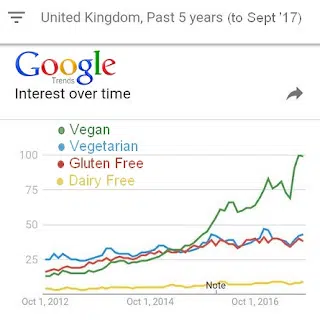 United Kingdom, Past 5 years (to Sept '17)
Google
Trends
Interest over time
Vegan
Vegetarian
Gluten Free
Dairy Free
100
75
50
25
Note
Oct 1, 2012 Oct 1, 2014 Oct 1, 2016